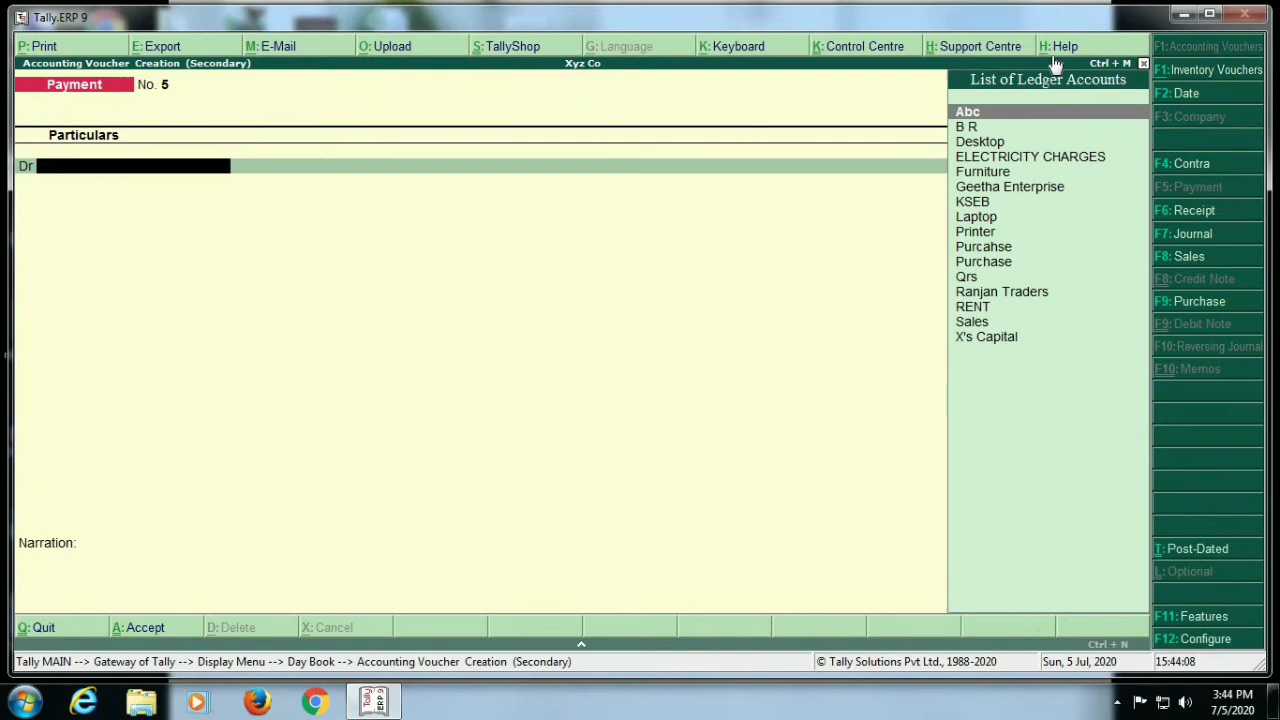 Tally.ERP 9
P: Print E: Export M: E-Mail O: Upload S: TallyShop G: Language K: Keyboard K: Control Centre H: Support Centre H: Help
F1: Accounting Vouchers
Accounting Voucher Creation (Secondary) Xyz Co Ctrl + M
F1: Inventory Vouchers
Payment No. 5
List of Ledger Accounts
F2: Date
F3: Company
Particulars
Dr
Abc
B R
Desktop
ELECTRICITY CHARGES
Furniture
Geetha Enterprise
KSEB
Laptop
Printer
Purcahse
Purchase
Qrs
Ranjan Traders
RENT
Sales
X's Capital
F4: Contra
F5: Payment
F6: Receipt
F7: Journal
F8: Sales
F8: Credit Note
F9: Purchase
F9: Debit Note
F10: Reversing Journal
F10: Memos
Narration:
T: Post-Dated
L: Optional
F11: Features
F12: Configure
Q: Quit A: Accept D: Delete X: Cancel
Ctrl + N
Tally MAIN --> Gateway of Tally --> Display Menu --> Day Book --> Accounting Voucher Creation (Secondary) © Tally Solutions Pvt Ltd., 1988-2020 Sun, 5 Jul, 2020 15:44:08
Tally ERP 9
3:44 PM
7/5/2020